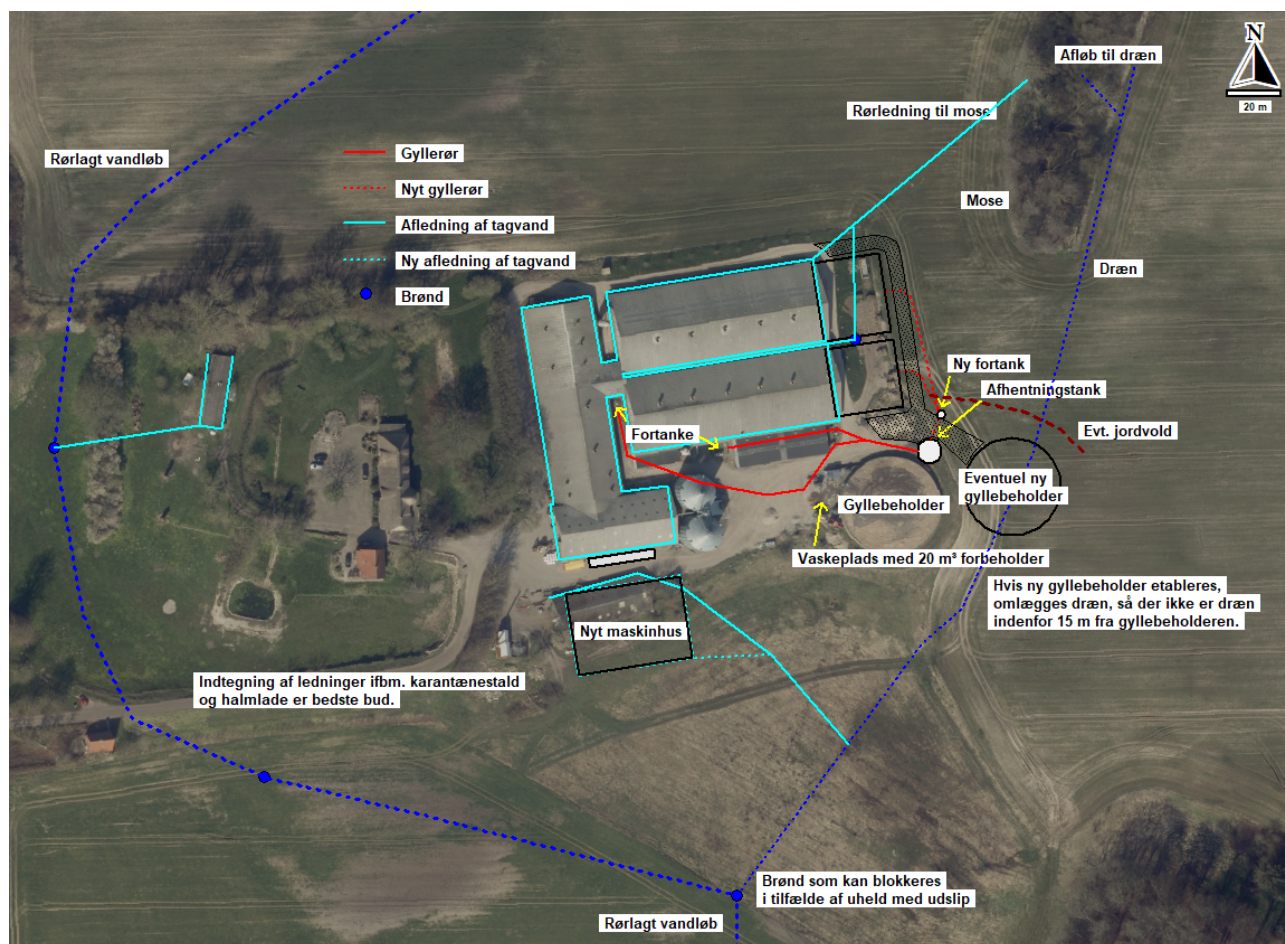 N
20 m
Afløb til dræn
Rørledning til mose
Rørlagt vandløb
Gyllerør
Nyt gyllerør
Afledning af tagvand
Ny afledning af tagvand
Brønd
Mose
Dræn
Ny fortank
Afhentningstank
Evt. jordvold
Fortanke
Eventuel ny
gyllebeholder
Gyllebeholder
Vaskeplads med 20 m³ forbeholder
Hvis ny gyllebeholder etableres,
omlægges dræn, så der ikke er dræn
indenfor 15 m fra gyllebeholderen.
Nyt maskinhus
Indtegning af ledninger ifbm. karantænestald
og halmlade er bedste bud.
Brønd som kan blokkeres
i tilfælde af uheld med udslip
Rørlagt vandløb